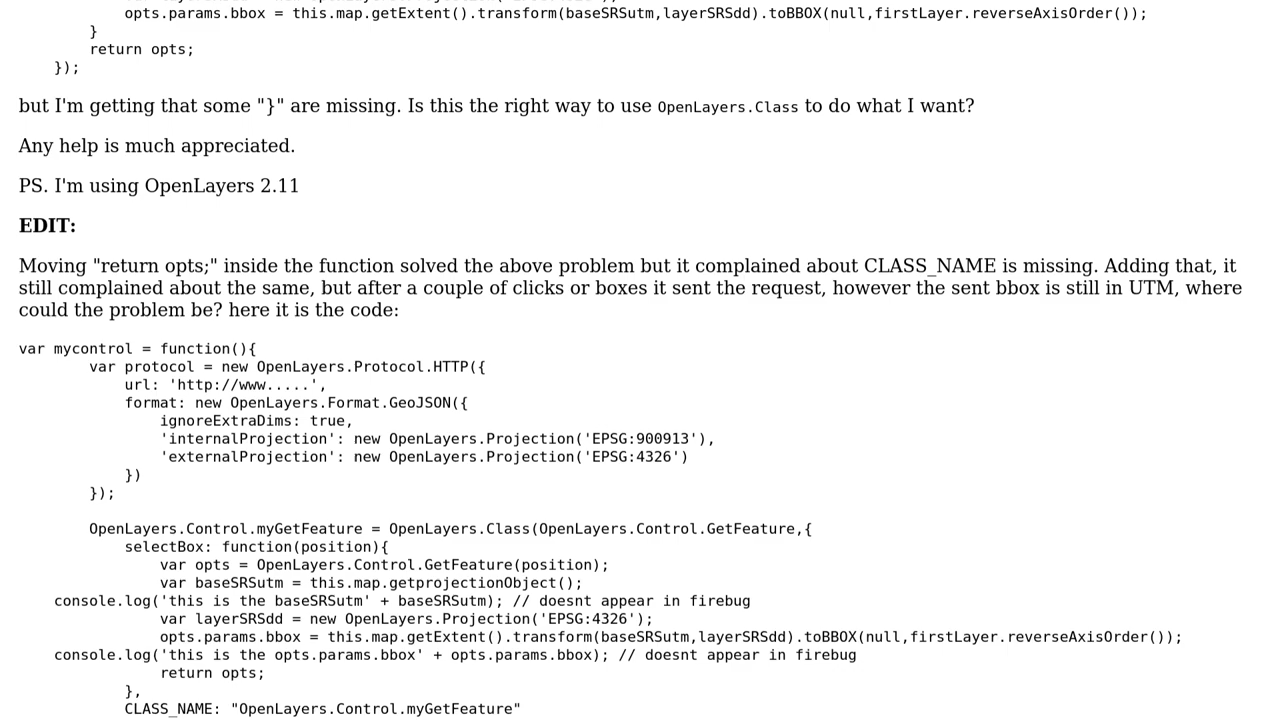 opts.params.bbox = this.map.getExtent().transform(baseSRSutm,layerSRSdd).toBBOX(null,firstLayer.reverseAxisOrder());
}
return opts;
});
but I'm getting that some "}" are missing. Is this the right way to use OpenLayers.Class to do what I want?
Any help is much appreciated.
PS. I'm using OpenLayers 2.11
EDIT:
Moving "return opts;" inside the function solved the above problem but it complained about CLASS_NAME is missing. Adding that, it
still complained about the same, but after a couple of clicks or boxes it sent the request, however the sent bbox is still in UTM, where
could the problem be? here it is the code:
var mycontrol = function(){
var protocol = new OpenLayers.Protocol.HTTP({
url: 'http://www.....',
format: new OpenLayers.Format.GeoJSON({
ignoreExtraDims: true,
'internalProjection': new OpenLayers.Projection('EPSG:900913'),
'externalProjection': new OpenLayers.Projection('EPSG:4326')
})
});
OpenLayers.Control.myGetFeature = OpenLayers.Class(OpenLayers.Control.GetFeature,{
selectBox: function(position){
var opts = OpenLayers.Control.GetFeature(position);
var baseSRSutm = this.map.getprojectionObject();
console.log('this is the baseSRSutm' + baseSRSutm); // doesnt appear in firebug
var layerSRSdd = new OpenLayers.Projection('EPSG:4326');
opts.params.bbox = this.map.getExtent().transform(baseSRSutm,layerSRSdd).toBBOX(null,firstLayer.reverseAxisOrder());
console.log('this is the opts.params.bbox' + opts.params.bbox); // doesnt appear in firebug
return opts;
},
CLASS_NAME: "OpenLayers.Control.myGetFeature"